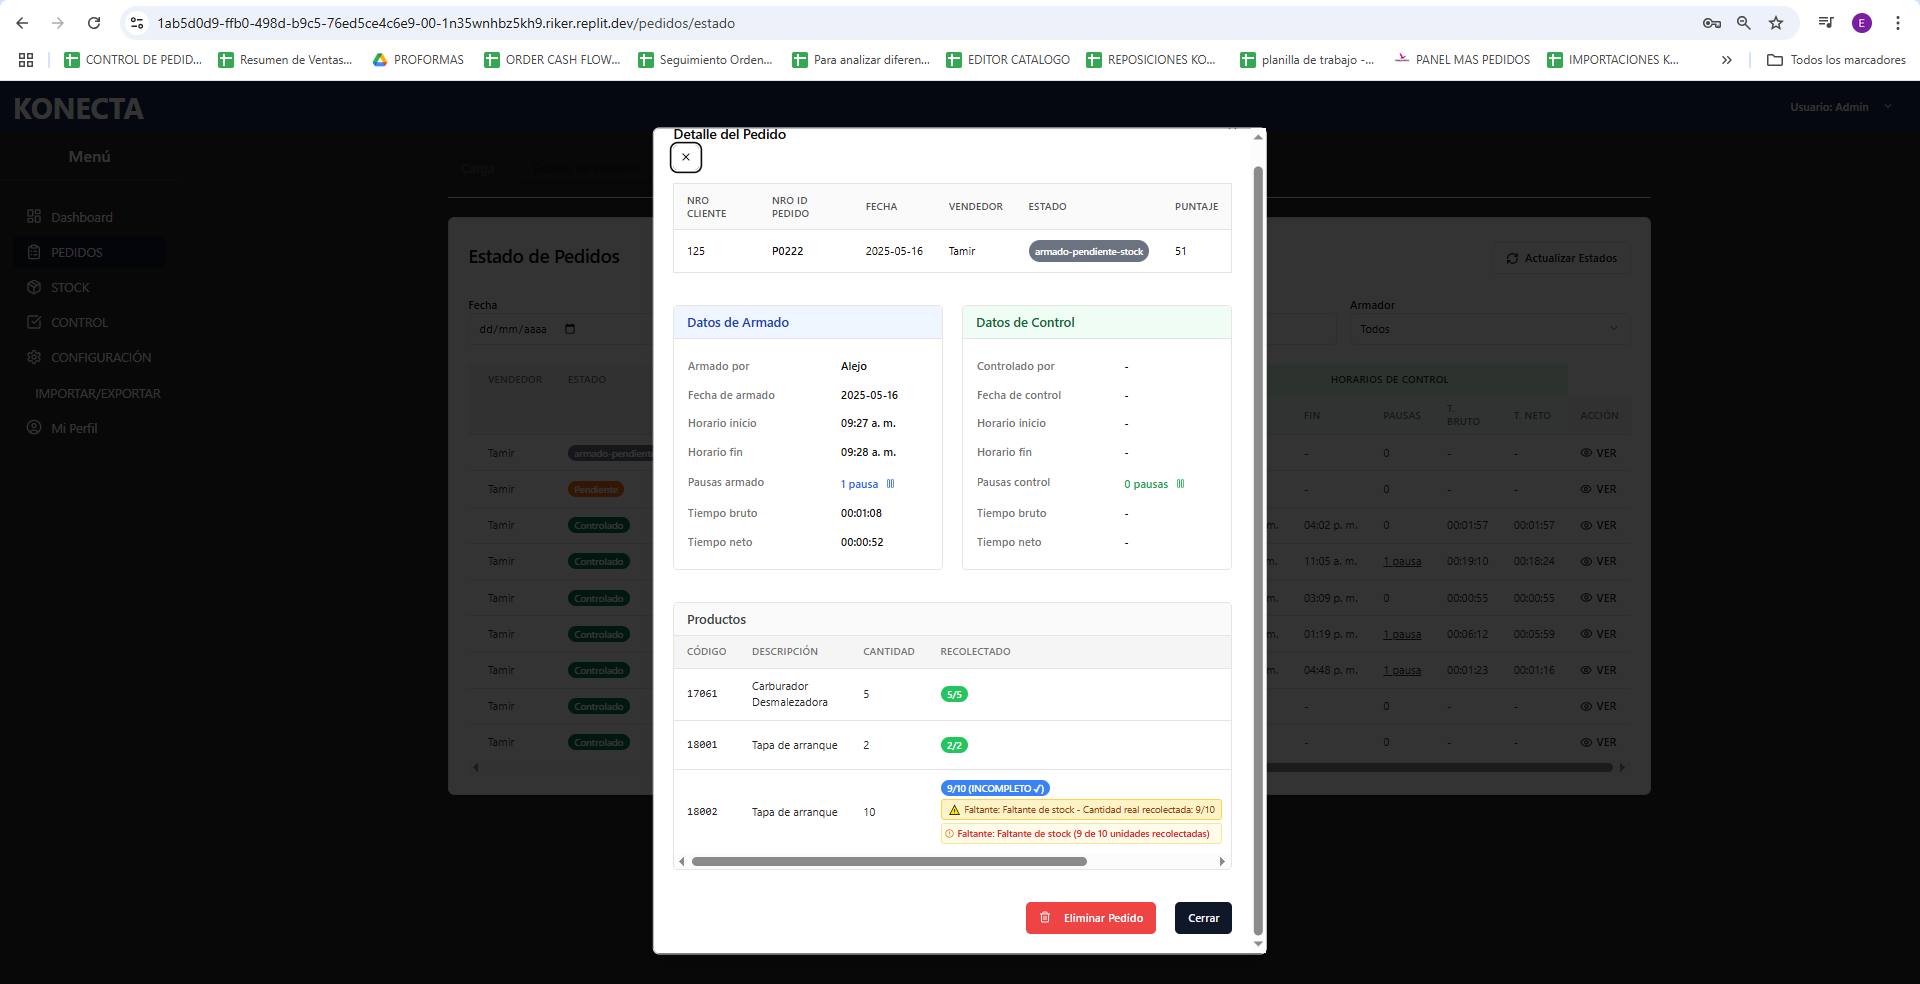 1ab5d0d9-ffb0-498d-b9c5-76ed5ce4c6e9-00-1n35wnhbz5kh9.riker.replit.dev/pedidos/estado
E
CONTROL DE PEDID...
Resumen de Ventas...
PROFORMAS
ORDER CASH FLOW...
Seguimiento Orden...
Para analizar diferen...
EDITOR CATALOGO
REPOSICIONES KO...
planilla de trabajo -...
PANEL MAS PEDIDOS
IMPORTACIONES K...
Todos los marcadores
KONECTA
Usuario: Admin
Menú
Dashboard
PEDIDOS
STOCK
CONTROL
CONFIGURACIÓN
IMPORTAR/EXPORTAR
Mi Perfil
Carga
Estado de Pedidos
Actualizar Estados
Fecha
dd/mm/aaaa
Armador
Todos
VENDEDOR ESTADO
HORARIOS DE CONTROL
FIN PAUSAS T. BRUTO T. NETO ACCIÓN
Tamir armado-pendient - 0 - - VER
Tamir Pendiente - 0 - - VER
Tamir Controlado m. 04:02 p. m. 0 00:01:57 00:01:57 VER
Tamir Controlado m. 11:05 a. m. 1 pausa 00:19:10 00:18:24 VER
Tamir Controlado m. 03:09 p. m. 0 00:00:55 00:00:55 VER
Tamir Controlado m. 01:19 p. m. 1 pausa 00:06:12 00:05:59 VER
Tamir Controlado m. 04:48 p. m. 1 pausa 00:01:23 00:01:16 VER
Tamir Controlado - 0 - - VER
Tamir Controlado - 0 - - VER
Detalle del Pedido
NRO CLIENTE NRO ID PEDIDO FECHA VENDEDOR ESTADO PUNTAJE
125 P0222 2025-05-16 Tamir armado-pendiente-stock 51
Datos de Armado
Armado por Alejo
Fecha de armado 2025-05-16
Horario inicio 09:27 a. m.
Horario fin 09:28 a. m.
Pausas armado 1 pausa
Tiempo bruto 00:01:08
Tiempo neto 00:00:52
Datos de Control
Controlado por -
Fecha de control -
Horario inicio -
Horario fin -
Pausas control 0 pausas
Tiempo bruto -
Tiempo neto -
Productos
CÓDIGO DESCRIPCIÓN CANTIDAD RECOLECTADO
17061 Carburador Desmalezadora 5 5/5
18001 Tapa de arranque 2 2/2
18002 Tapa de arranque 10 9/10 (INCOMPLETO ✓)
Faltante: Faltante de stock - Cantidad real recolectada: 9/10
Faltante: Faltante de stock (9 de 10 unidades recolectadas)
Eliminar Pedido
Cerrar